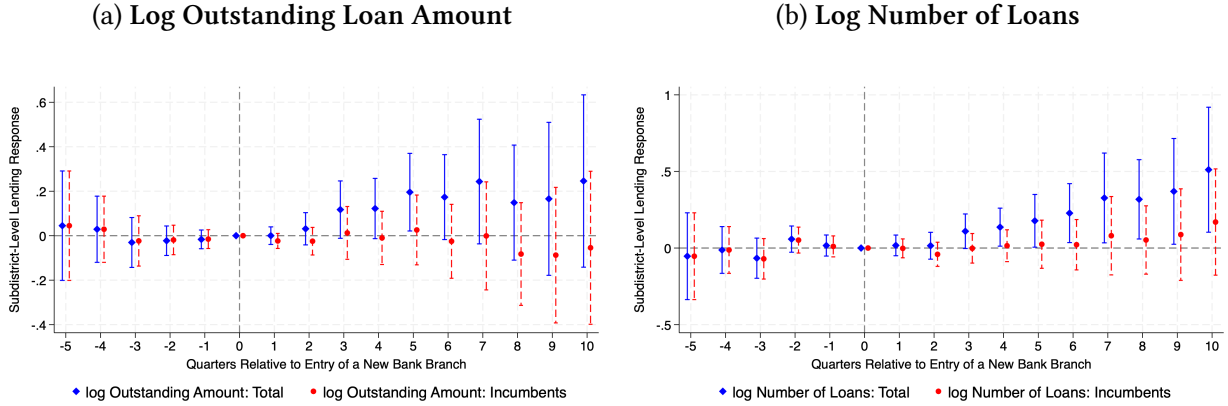 (a) Log Outstanding Loan Amount
Subdistrict-Level Lending Response
.6
.4
.2
0
-.2
-.4
-5 -4 -3 -2 -1 0 1 2 3 4 5 6 7 8 9 10
Quarters Relative to Entry of a New Bank Branch
log Outstanding Amount: Total log Outstanding Amount: Incumbents
(b) Log Number of Loans
Subdistrict-Level Lending Response
1
.5
0
-.5
-5 -4 -3 -2 -1 0 1 2 3 4 5 6 7 8 9 10
Quarters Relative to Entry of a New Bank Branch
log Number of Loans: Total log Number of Loans: Incumbents